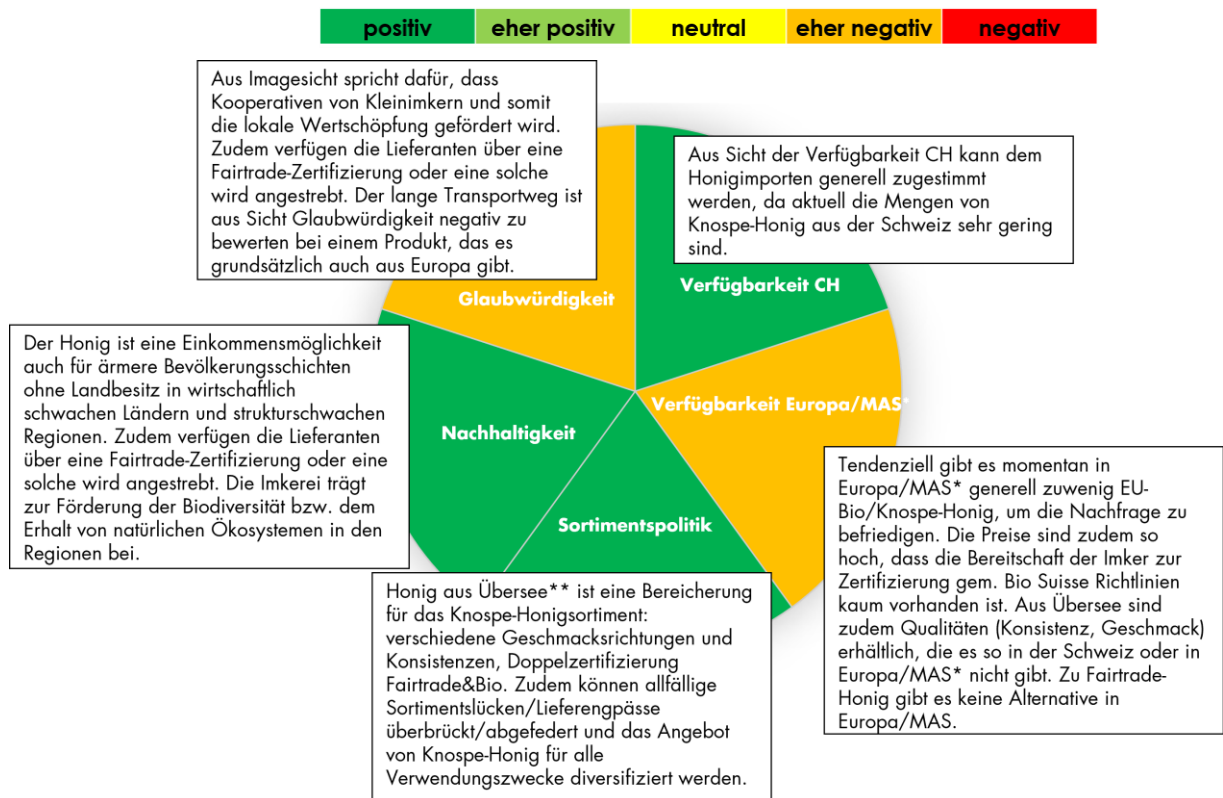 positiv eher positiv neutral eher negativ negativ
Aus Imagesicht spricht dafür, dass
Kooperativen von Kleinimkern und somit
die lokale Wertschöpfung gefördert wird.
Zudem verfügen die Lieferanten über eine
Fairtrade-Zertifizierung oder eine solche
wird angestrebt. Der lange Transportweg ist
aus Sicht Glaubwürdigkeit negativ zu
bewerten bei einem Produkt, das es
grundsätzlich auch aus Europa gibt.
Aus Sicht der Verfügbarkeit CH kann dem
Honigimporten generell zugestimmt
werden, da aktuell die Mengen von
Knospe-Honig aus der Schweiz sehr gering
sind.
Glaubwürdigkeit
Verfügbarkeit CH
Der Honig ist eine Einkommensmöglichkeit
auch für ärmere Bevölkerungsschichten
ohne Landbesitz in wirtschaftlich
schwachen Ländern und strukturschwachen
Regionen. Zudem verfügen die Lieferanten
über eine Fairtrade-Zertifizierung oder eine
solche wird angestrebt. Die Imkerei trägt
zur Förderung der Biodiversität bzw. dem
Erhalt von natürlichen Ökosystemen in den
Regionen bei.
Verfügbarkeit Europa/MAS*
Nachhaltigkeit
Sortimentspolitik
Tendenziell gibt es momentan in
Europa/MAS* generell zuwenig EU-
Bio/Knospe-Honig, um die Nachfrage zu
befriedigen. Die Preise sind zudem so
hoch, dass die Bereitschaft der Imker zur
Zertifizierung gem. Bio Suisse Richtlinien
kaum vorhanden ist. Aus Übersee sind
zudem Qualitäten (Konsistenz, Geschmack)
erhältlich, die es so in der Schweiz oder in
Europa/MAS* nicht gibt. Zu Fairtrade-
Honig gibt es keine Alternative in
Europa/MAS.
Honig aus Übersee** ist eine Bereicherung
für das Knospe-Honigsortiment:
verschiedene Geschmacksrichtungen und
Konsistenzen, Doppelzertifizierung
Fairtrade&Bio. Zudem können allfällige
Sortimentslücken/Lieferengpässe
überbrückt/abgefedert und das Angebot
von Knospe-Honig für alle
Verwendungszwecke diversifiziert werden.